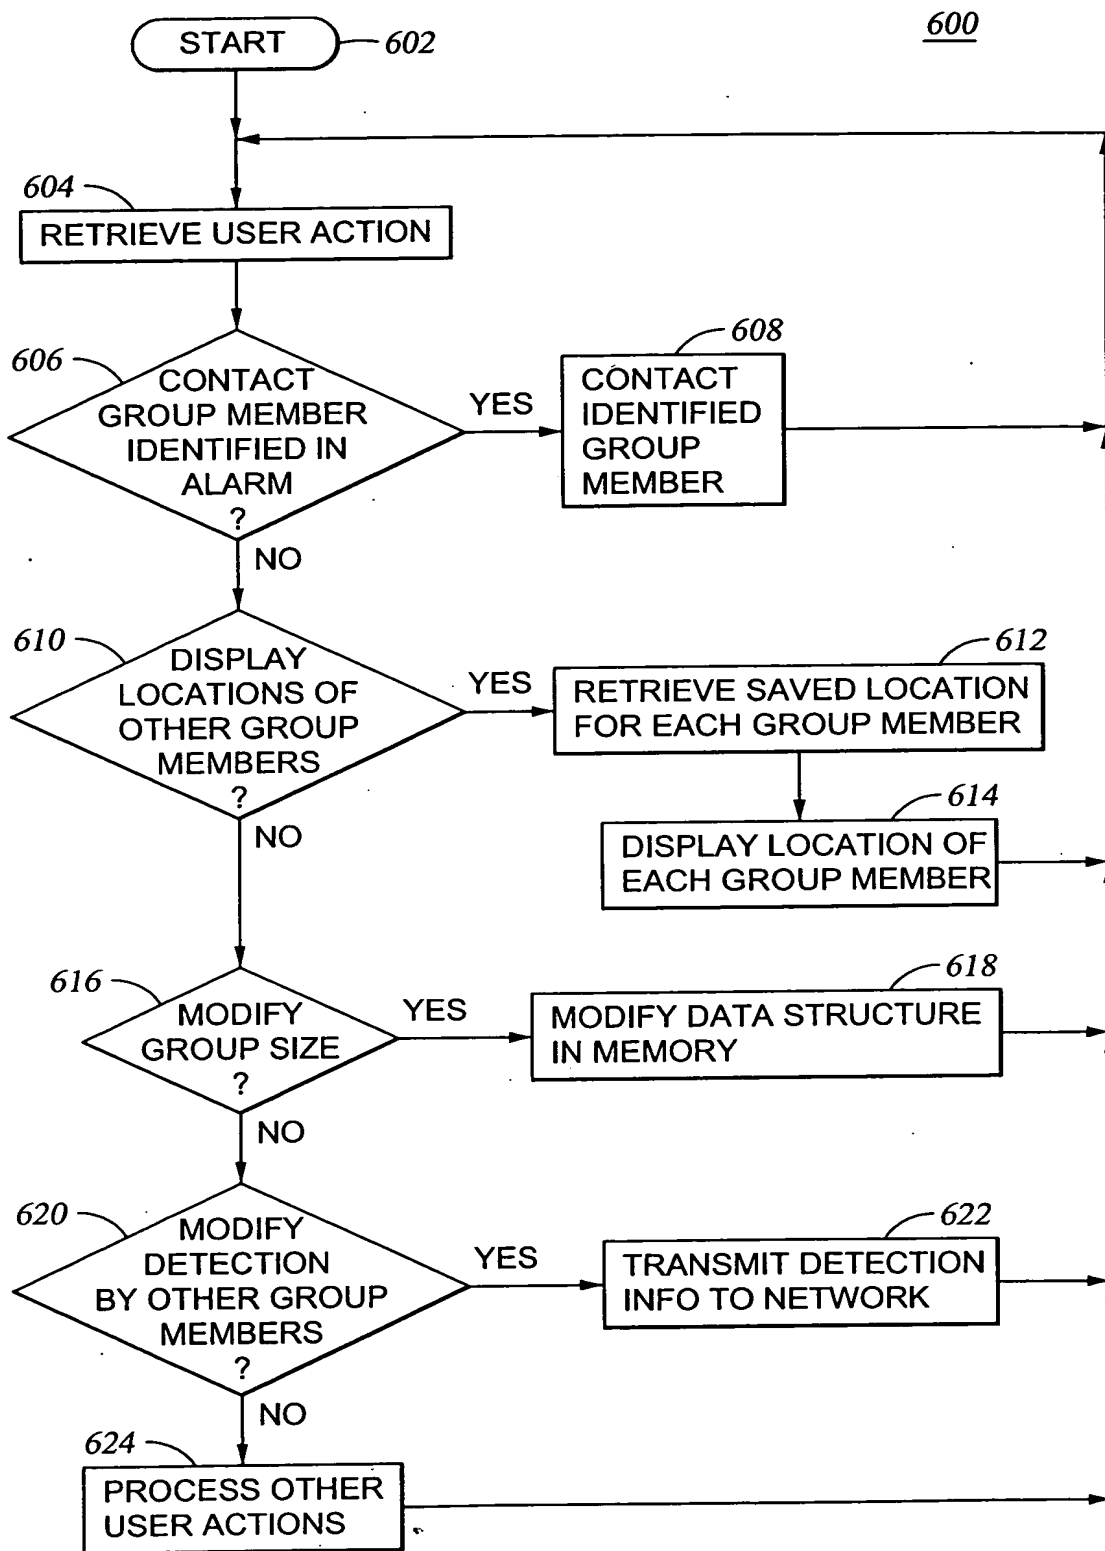 600
START
602
604
RETRIEVE USER ACTION
606
CONTACT
GROUP MEMBER
IDENTIFIED IN
ALARM
?
YES
608
CONTACT
IDENTIFIED
GROUP
MEMBER
NO
610
DISPLAY
LOCATIONS OF
OTHER GROUP
MEMBERS
?
YES
612
RETRIEVE SAVED LOCATION
FOR EACH GROUP MEMBER
614
DISPLAY LOCATION OF
EACH GROUP MEMBER
NO
616
MODIFY
GROUP SIZE
?
YES
618
MODIFY DATA STRUCTURE
IN MEMORY
NO
620
MODIFY
DETECTION
BY OTHER GROUP
MEMBERS
?
YES
622
TRANSMIT DETECTION
INFO TO NETWORK
NO
624
PROCESS OTHER
USER ACTIONS